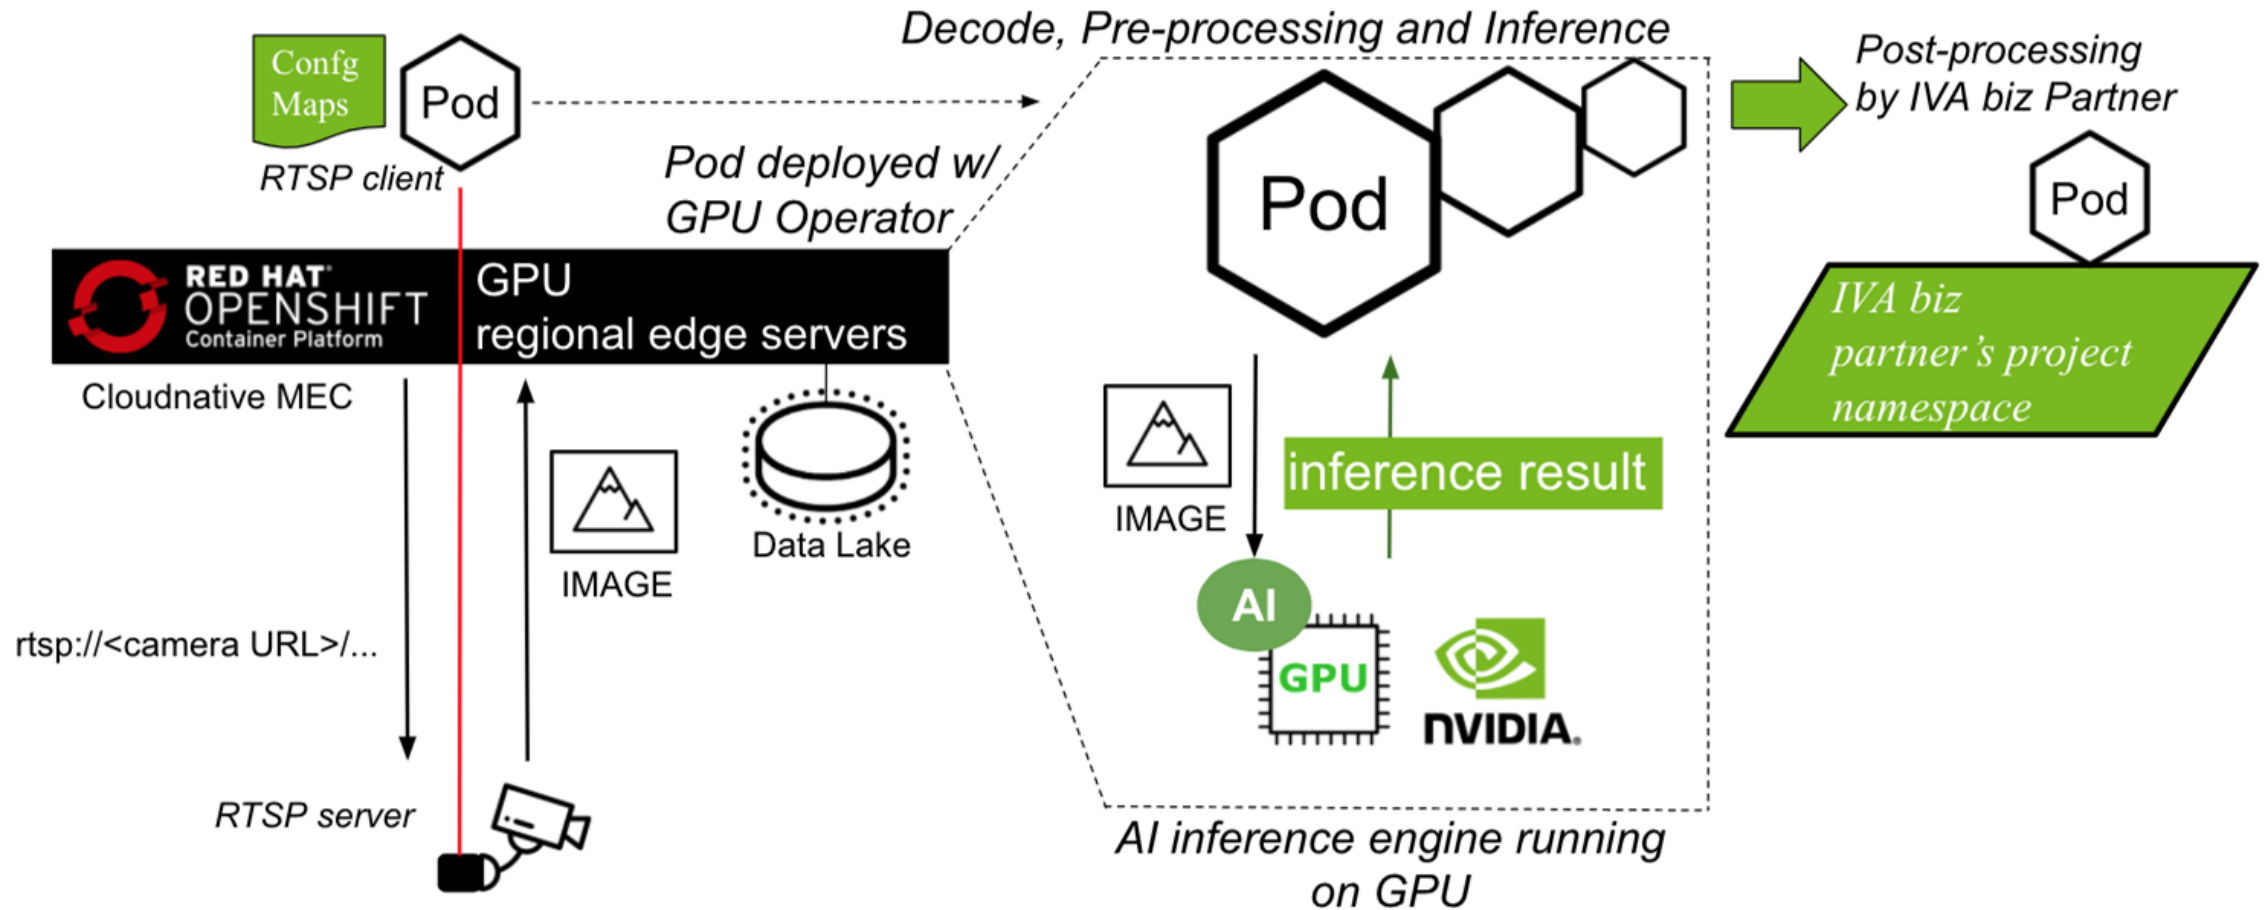 Decode, Pre-processing and Inference
Confg
Maps
Pod
RTSP client
Pod deployed w/
GPU Operator
RED HAT®
OPENSHIFT
Container Platform
GPU
regional edge servers
Cloudnative MEC
IMAGE
Data Lake
rtsp://<camera URL>/...
RTSP server
Pod
IMAGE
inference result
AI
GPU
NVIDIA®
AI inference engine running
on GPU
Post-processing
by IVA biz Partner
Pod
IVA biz
partner's project
namespace